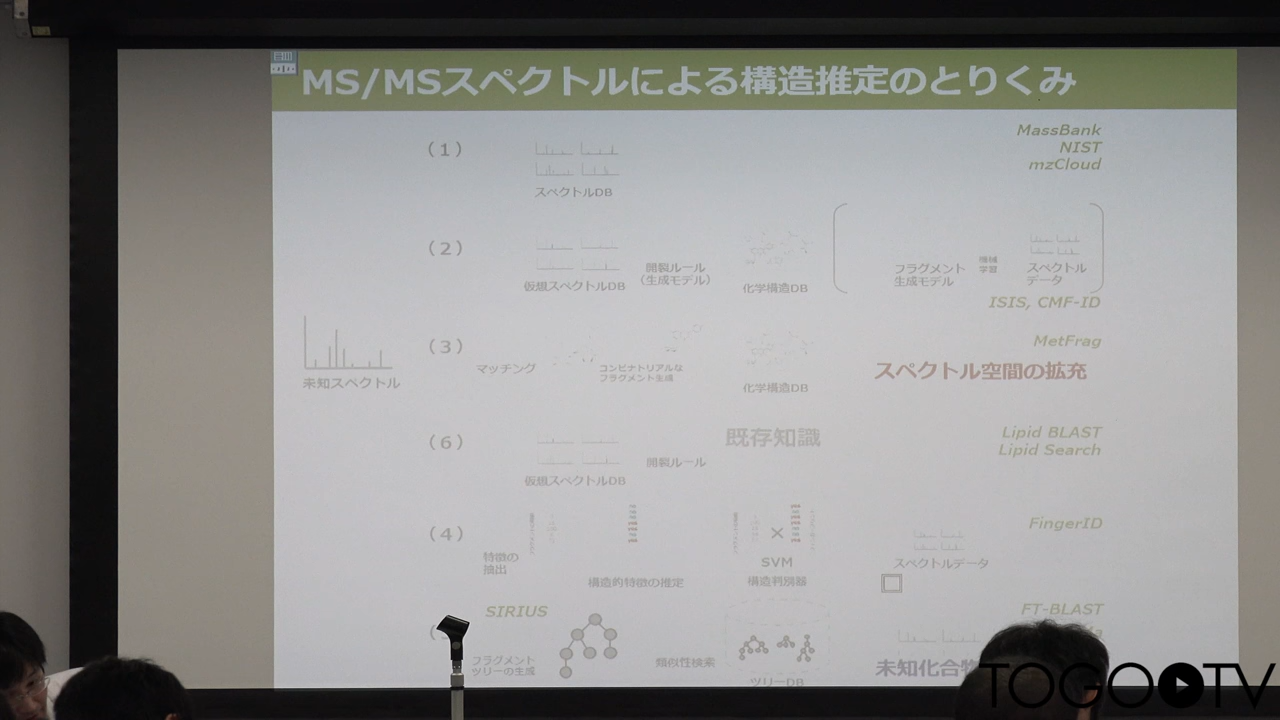 MS/MSスペクトルによる構造推定のとりくみ
MassBank
NIST
mzCloud
(1)
スペクトルDB
(2)
仮想スペクトルDB
開裂ルール
(生成モデル)
化学構造DB
フラグメント
生成モデル
機械
学習
スペクトル
データ
ISIS, CMF-ID
未知スペクトル
(3)
マッチング
コンビナトリアルな
フラグメント生成
化学構造DB
MetFrag
スペクトル空間の拡充
(6)
仮想スペクトルDB
開裂ルール
既存知識
Lipid BLAST
Lipid Search
(4)
特徴の
抽出
構造的特徴の推定
×
SVM
構造判別器
スペクトルデータ
FingerID
SIRIUS
フラグメント
ツリーの生成
類似性検索
ツリーDB
FT-BLAST
未知化合物
TOGO TV